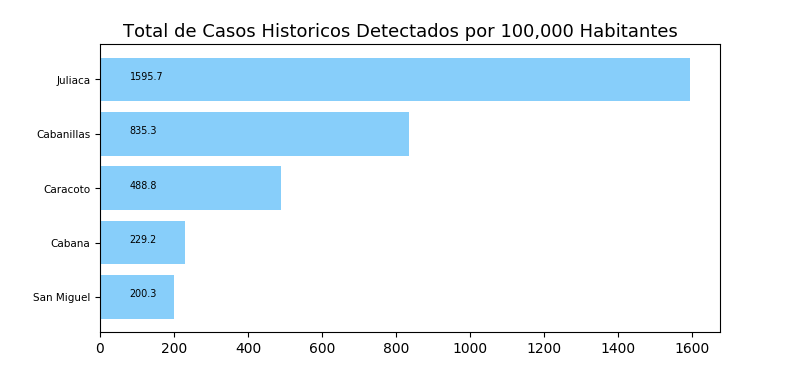 Total de Casos Historicos Detectados por 100,000 Habitantes
Juliaca 1595.7
Cabanillas 835.3
Caracoto 488.8
Cabana 229.2
San Miguel 200.3
0 200 400 600 800 1000 1200 1400 1600